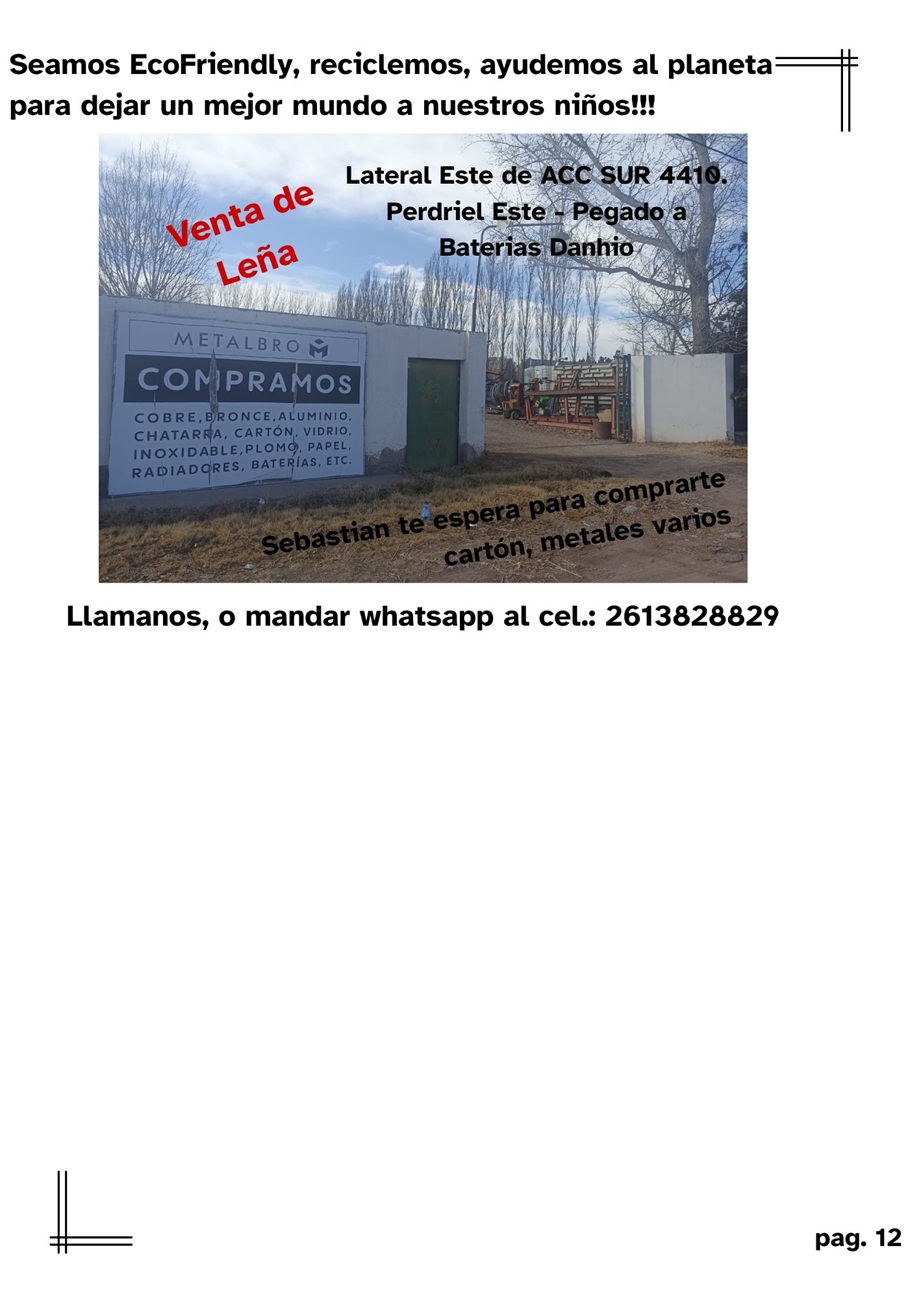 Seamos EcoFriendly, reciclemos, ayudemos al planeta
para dejar un mejor mundo a nuestros niños!!!
Venta de
Leña
Lateral Este de ACC SUR 4410.
Perdriel Este - Pegado a
Baterias Danhio
METALBRO
COMPRAMOS
COBRE,BRONCE,ALUMINIO,
CHATARRA, CARTÓN, VIDRIO,
INOXIDABLE,PLOMO, PAPEL,
RADIADORES, BATERÍAS, ETC.
Sebastian te espera para comprarte
cartón, metales varios
Llamanos, o mandar whatsapp al cel.: 2613828829
pag. 12